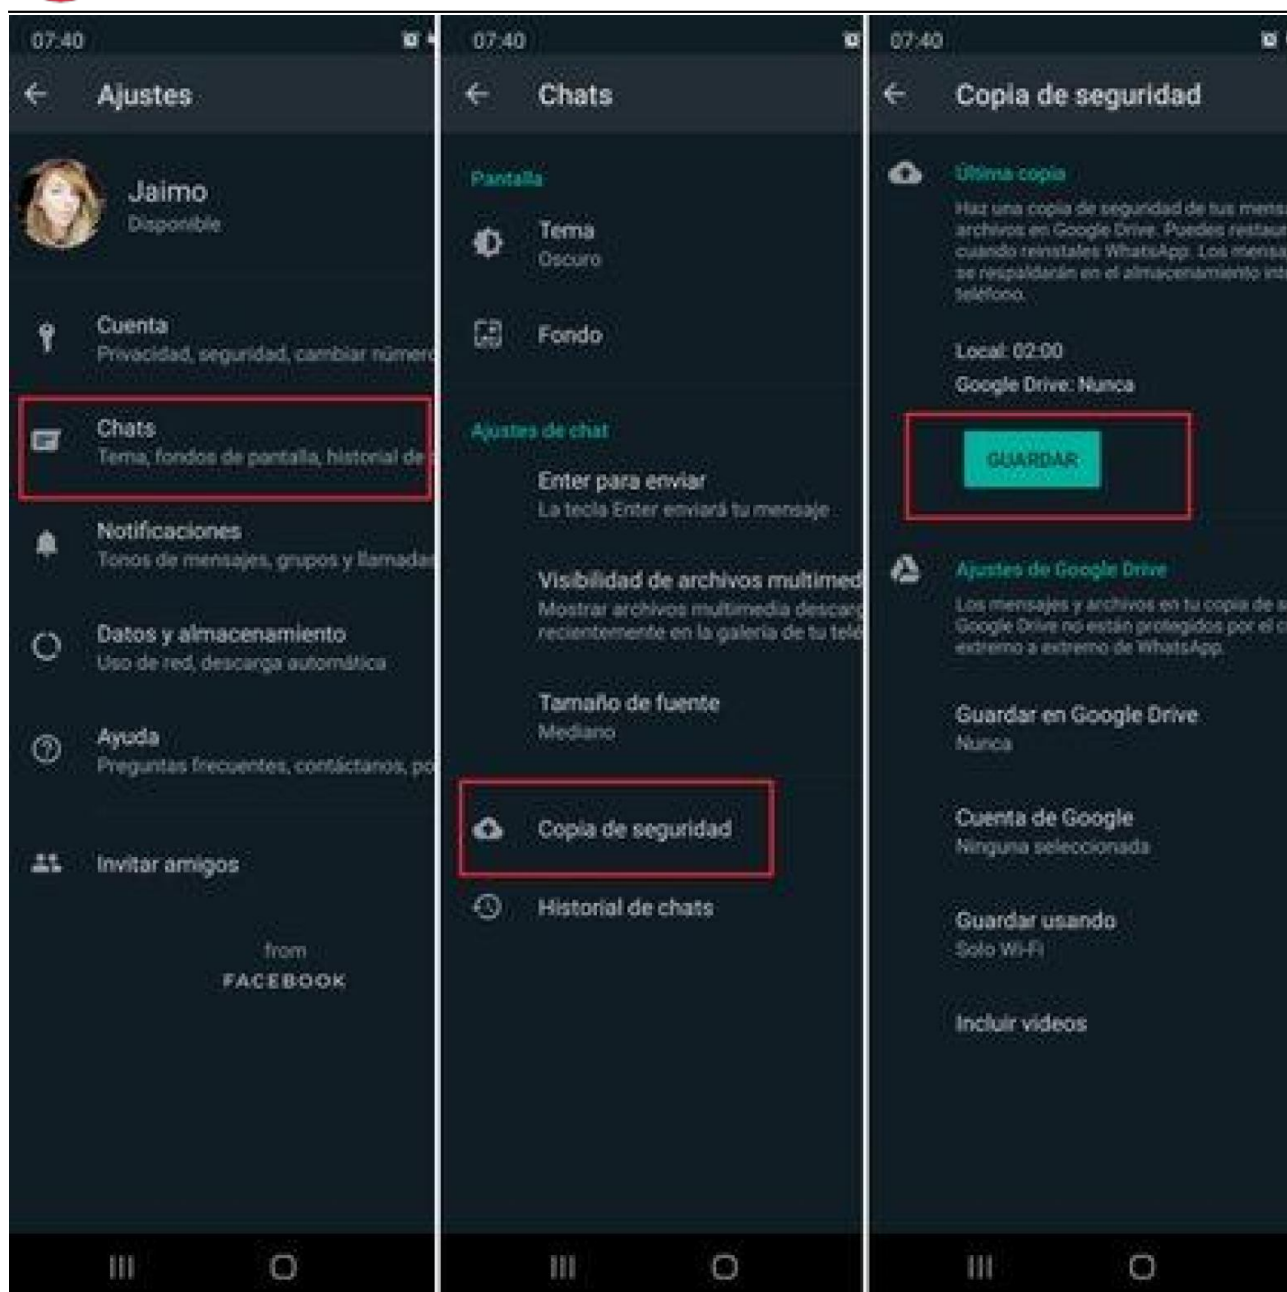 07:40
Ajustes
Jaimo
Disponible
Cuenta
Privacidad, seguridad, cambiar número
Chats
Tema, fondos de pantalla, historial de
Notificaciones
Tonos de mensajes, grupos y llamadas
Datos y almacenamiento
Uso de red, descarga automática
Ayuda
Preguntas frecuentes, contáctanos, po
Invitar amigos
from
FACEBOOK
07:40
Chats
Pantalla
Tema
Oscuro
Fondo
Ajustes de chat
Enter para enviar
La tecla Enter enviará tu mensaje
Visibilidad de archivos multimed
Mostrar archivos multimedia descarg
recientemente en la galería de tu telé
Tamaño de fuente
Mediano
Copia de seguridad
Historial de chats
07:40
Copia de seguridad
Última copia
Haz una copia de seguridad de tus mensa
archivos en Google Drive. Puedes restaur
cuando reinstales WhatsApp. Los mensaj
se respaldarán en el almacenamiento int
teléfono.
Local: 02:00
Google Drive: Nunca
GUARDAR
Ajustes de Google Drive
Los mensajes y archivos en tu copia de
Google Drive no están protegidos por el c
extremo a extremo de WhatsApp.
Guardar en Google Drive
Nunca
Cuenta de Google
Ninguna seleccionada
Guardar usando
Solo Wi-Fi
Incluir videos